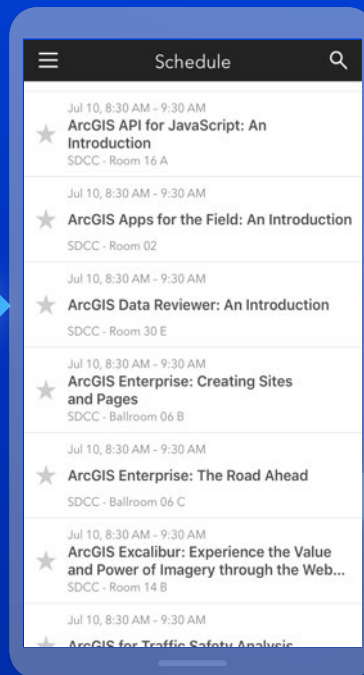 Schedule
Jul 10, 8:30 AM – 9:30 AM
ArcGIS API for JavaScript: An
Introduction
SDCC - Room 16 A
Jul 10, 8:30 AM – 9:30 AM
ArcGIS Apps for the Field: An Introduction
SDCC - Room 02
Jul 10, 8:30 AM – 9:30 AM
ArcGIS Data Reviewer: An Introduction
SDCC - Room 30 E
Jul 10, 8:30 AM – 9:30 AM
ArcGIS Enterprise: Creating Sites
and Pages
SDCC - Ballroom 06 B
Jul 10, 8:30 AM – 9:30 AM
ArcGIS Enterprise: The Road Ahead
SDCC - Ballroom 06 C
Jul 10, 8:30 AM – 9:30 AM
ArcGIS Excalibur: Experience the Value
and Power of Imagery through the Web...
SDCC - Room 14 B
Jul 10, 8:30 AM – 9:30 AM
ArcGIS for Traffic Safety Analysis